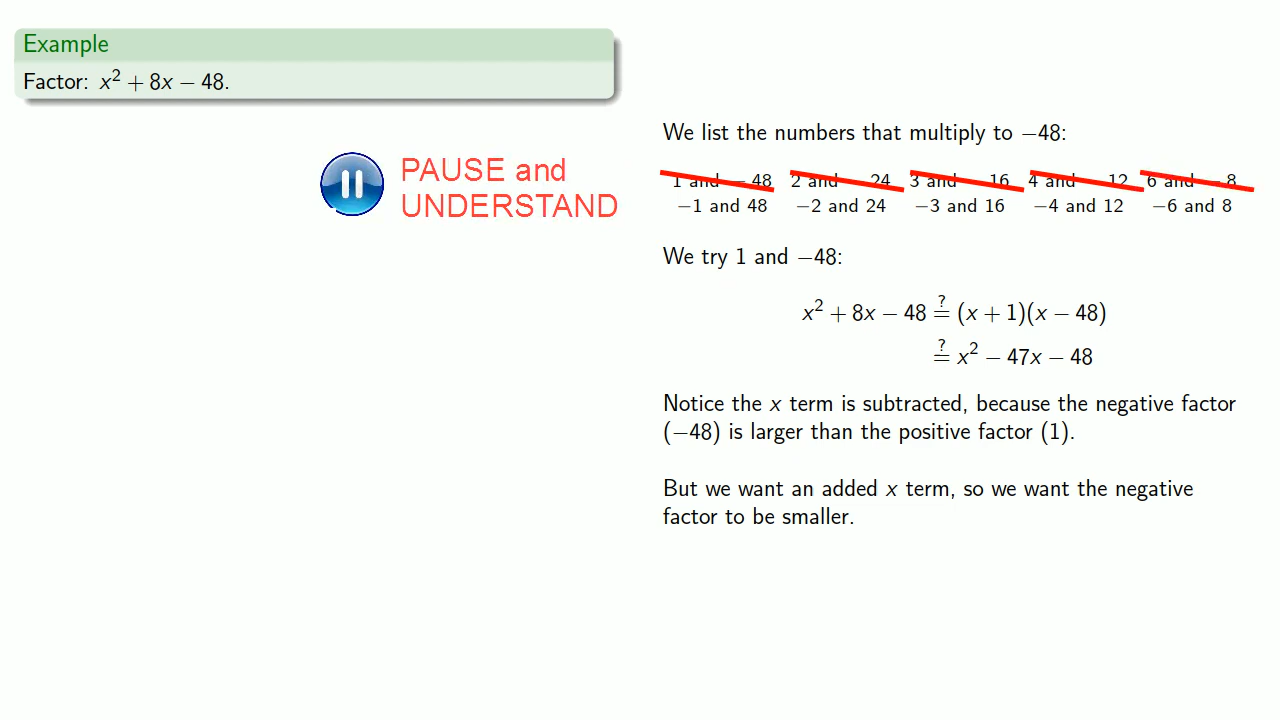 Example
Factor: x² + 8x − 48.
PAUSE and
UNDERSTAND
We list the numbers that multiply to −48:
1 and − 48 2 and − 24 3 and − 16 4 and − 12 6 and − 8
−1 and 48 −2 and 24 −3 and 16 −4 and 12 −6 and 8
We try 1 and −48:
x² + 8x − 48 ?= (x + 1)(x − 48)
?= x² − 47x − 48
Notice the x term is subtracted, because the negative factor
(−48) is larger than the positive factor (1).
But we want an added x term, so we want the negative
factor to be smaller.